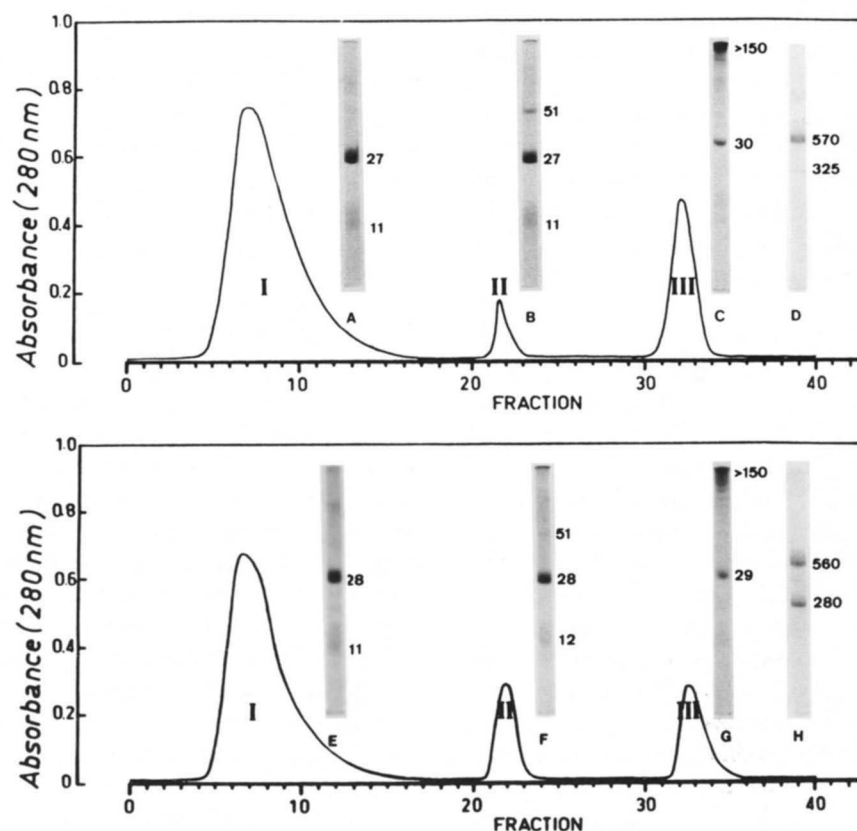 Absorbance (280 nm)
1.0
0.8
0.6
0.4
0.2
0
0 10 20 30 40
FRACTION
I II III
27
11
A
51
27
11
B
>150
30
C
570
325
D
Absorbance (280 nm)
1.0
0.8
0.6
0.4
0.2
0
0 10 20 30 40
FRACTION
I II III
28
11
E
51
28
12
F
>150
29
G
560
280
H